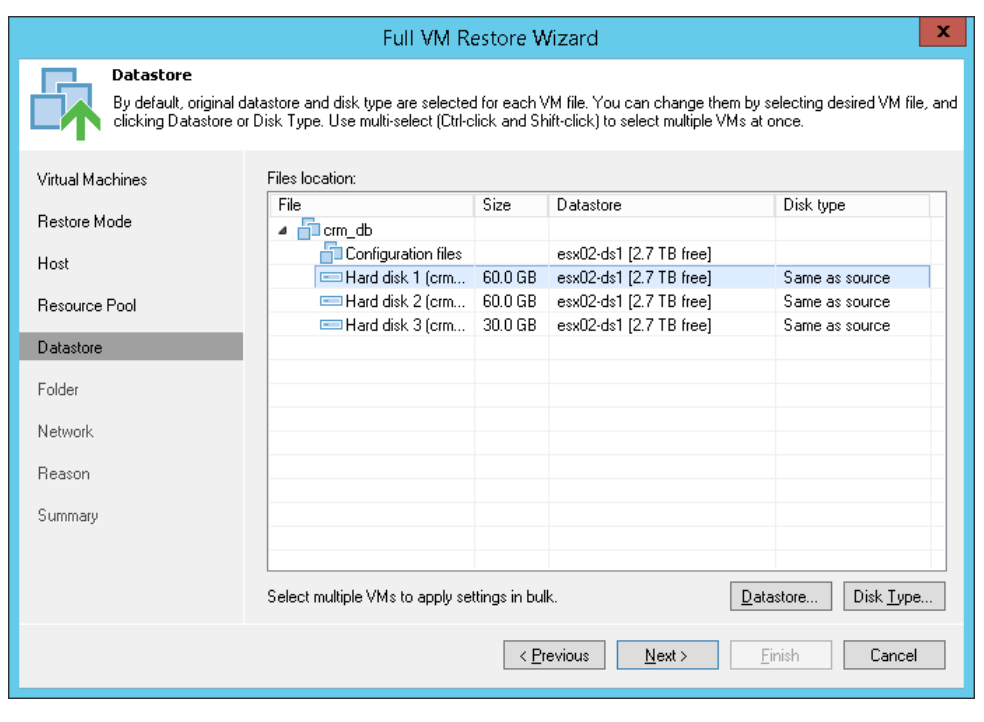 Full VM Restore Wizard
x
Datastore
By default, original datastore and disk type are selected for each VM file. You can change them by selecting desired VM file, and
clicking Datastore or Disk Type. Use multi-select (Ctrl-click and Shift-click) to select multiple VMs at once.
Virtual Machines
Restore Mode
Host
Resource Pool
Datastore
Folder
Network
Reason
Summary
Files location:
File Size Datastore Disk type
crm_db
Configuration files esx02-ds1 [2.7 TB free]
Hard disk 1 (crm... 60.0 GB esx02-ds1 [2.7 TB free] Same as source
Hard disk 2 (crm... 60.0 GB esx02-ds1 [2.7 TB free] Same as source
Hard disk 3 (crm... 30.0 GB esx02-ds1 [2.7 TB free] Same as source
Select multiple VMs to apply settings in bulk.
Datastore... Disk Type...
< Previous Next > Finish Cancel